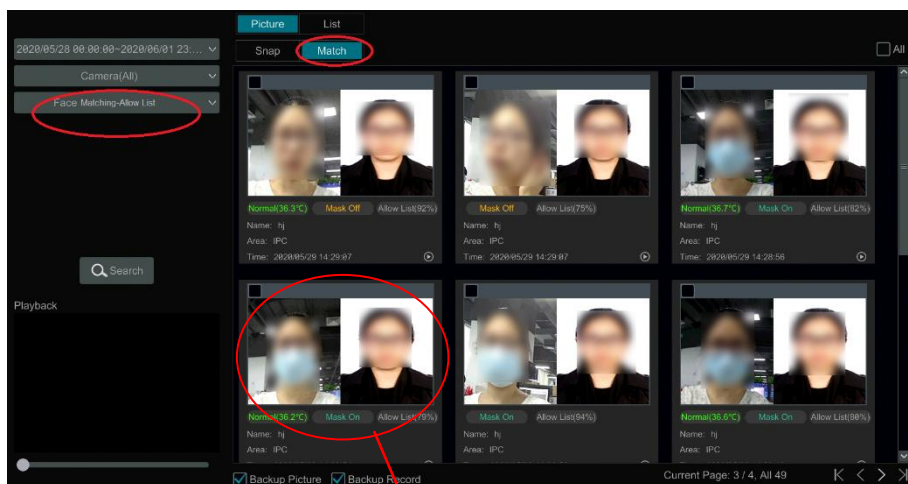 Picture List
2020/05/28 00:00:00~2020/06/01 23:...
Snap Match
All
Camera(All)
Face Matching-Allow List
Normal(36.3℃) Mask Off Allow List(92%)
Name: hj
Area: IPC
Time: 2020/05/29 14:29:07
Mask Off Allow List(75%)
Name: hj
Area: IPC
Time: 2020/05/29 14:29:07
Normal(36.7℃) Mask On Allow List(82%)
Name: hj
Area: IPC
Time: 2020/05/29 14:28:56
Search
Playback
Normal(36.2℃) Mask On Allow List(79%)
Name: hj
Area: IPC
Mask On Allow List(94%)
Name: hj
Area: IPC
Normal(36.6℃) Mask On Allow List(80%)
Name: hj
Area: IPC
Backup Picture Backup Record
Current Page: 3 / 4, All 49